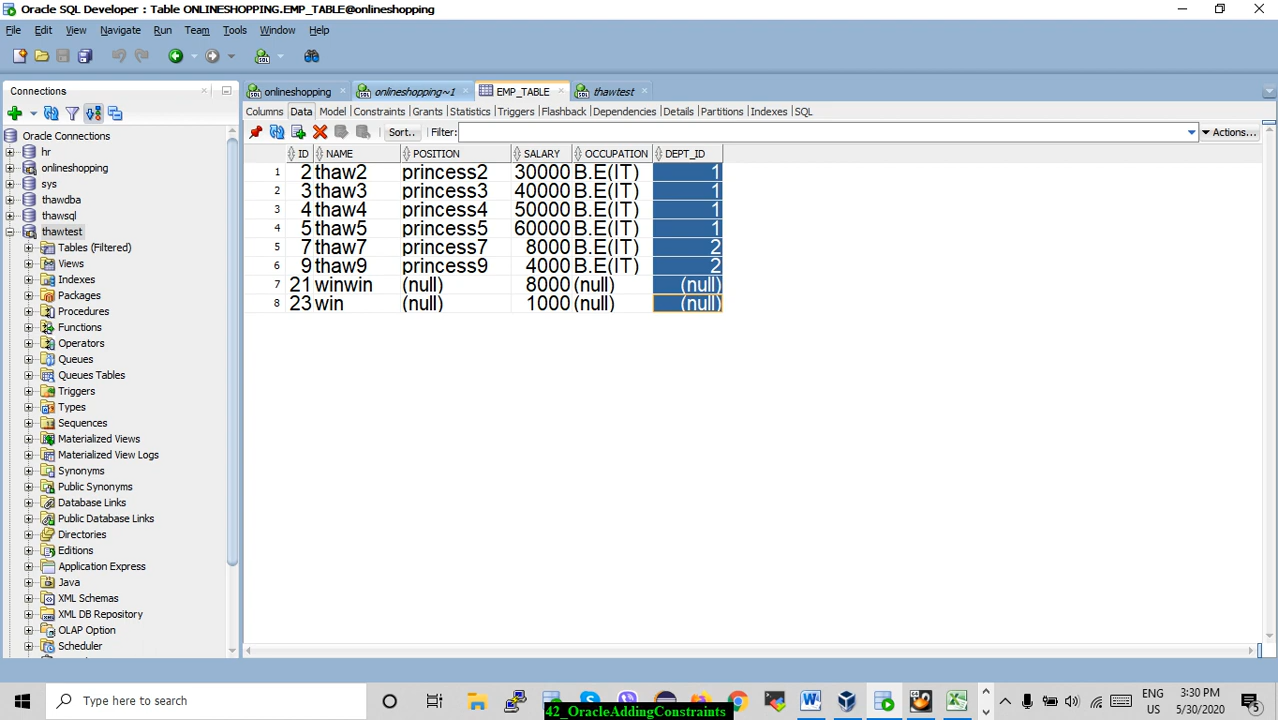 Oracle SQL Developer : Table ONLINESHOPPING.EMP_TABLE@onlineshopping
File Edit View Navigate Run Team Tools Window Help
Connections
Oracle Connections
hr
onlineshopping
sys
thawdba
thawsql
thawtest
Tables (Filtered)
Views
Indexes
Packages
Procedures
Functions
Operators
Queues
Queues Tables
Triggers
Types
Sequences
Materialized Views
Materialized View Logs
Synonyms
Public Synonyms
Database Links
Public Database Links
Directories
Editions
Application Express
Java
XML Schemas
XML DB Repository
OLAP Option
Scheduler
onlineshopping onlineshopping~1 EMP_TABLE thawtest
Columns Data Model Constraints Grants Statistics Triggers Flashback Dependencies Details Partitions Indexes SQL
Sort.. Filter: Actions...
ID NAME POSITION SALARY OCCUPATION DEPT_ID
1 2 thaw2 princess2 30000 B.E(IT) 1
2 3 thaw3 princess3 40000 B.E(IT) 1
3 4 thaw4 princess4 50000 B.E(IT) 1
4 5 thaw5 princess5 60000 B.E(IT) 1
5 7 thaw7 princess7 8000 B.E(IT) 2
6 9 thaw9 princess9 4000 B.E(IT) 2
7 21 winwin (null) 8000 (null) (null)
8 23 win (null) 1000 (null) (null)
Type here to search
ENG
US
3:30 PM
5/30/2020
5
42_OracleAddingConstraints